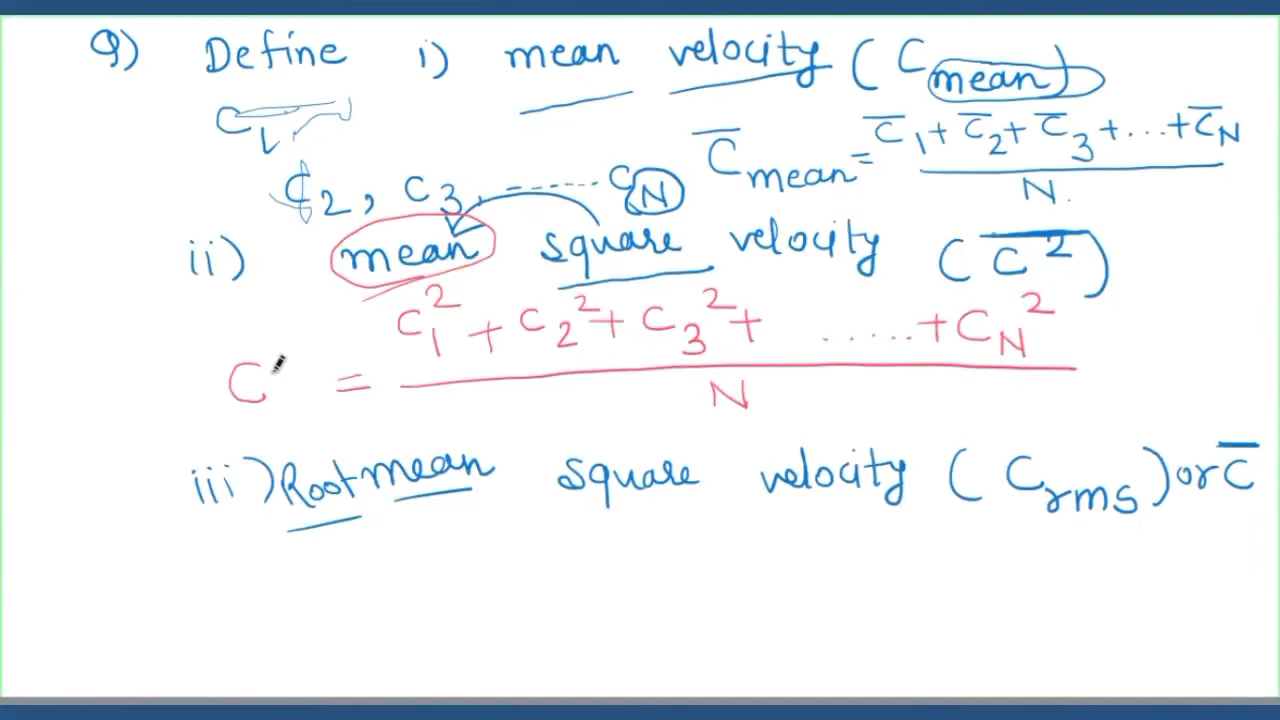 Q) Define i) mean velocity (C mean)
C₁
C̅ mean = C̅₁ + C̅₂ + C̅₃ + ... + C̅N / N
C₂, C₃, ------ CN
ii) mean square velocity (C̅²)
C = C₁² + C₂² + C₃² + ...... + CN² / N
iii) Root mean square velocity (Crms) or C̅